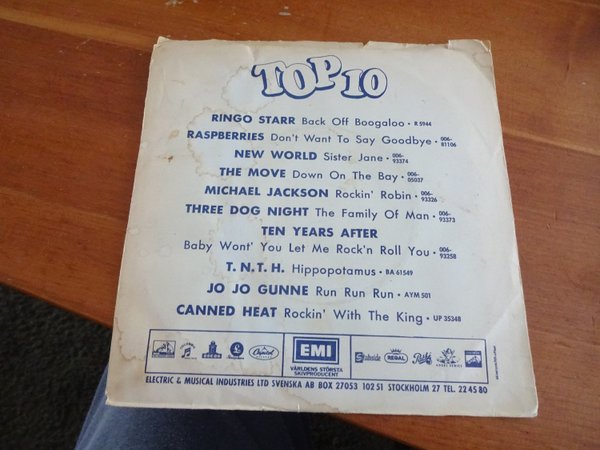 TOP 10
RINGO STARR Back Off Boogaloo • R 5944
RASPBERRIES Don't Want To Say Goodbye • 006-81106
NEW WORLD Sister Jane • 006-93374
THE MOVE Down On The Bay • 006-05037
MICHAEL JACKSON Rockin' Robin • 006-93326
THREE DOG NIGHT The Family Of Man • 006-93373
TEN YEARS AFTER
Baby Wont' You Let Me Rock'n Roll You • 006-93258
T.N.T.H. Hippopotamus • BA 61549
JO JO GUNNE Run Run Run • AYM 501
CANNED HEAT Rockin' With The King • UP 35348
Capitol EMI Stateside REGAL
VÄRLDENS STÖRSTA
SKIVPRODUCENT
ELECTRIC & MUSICAL INDUSTRIES LTD SVENSKA AB BOX 27053 102 51 STOCKHOLM 27 TEL. 22 45 80